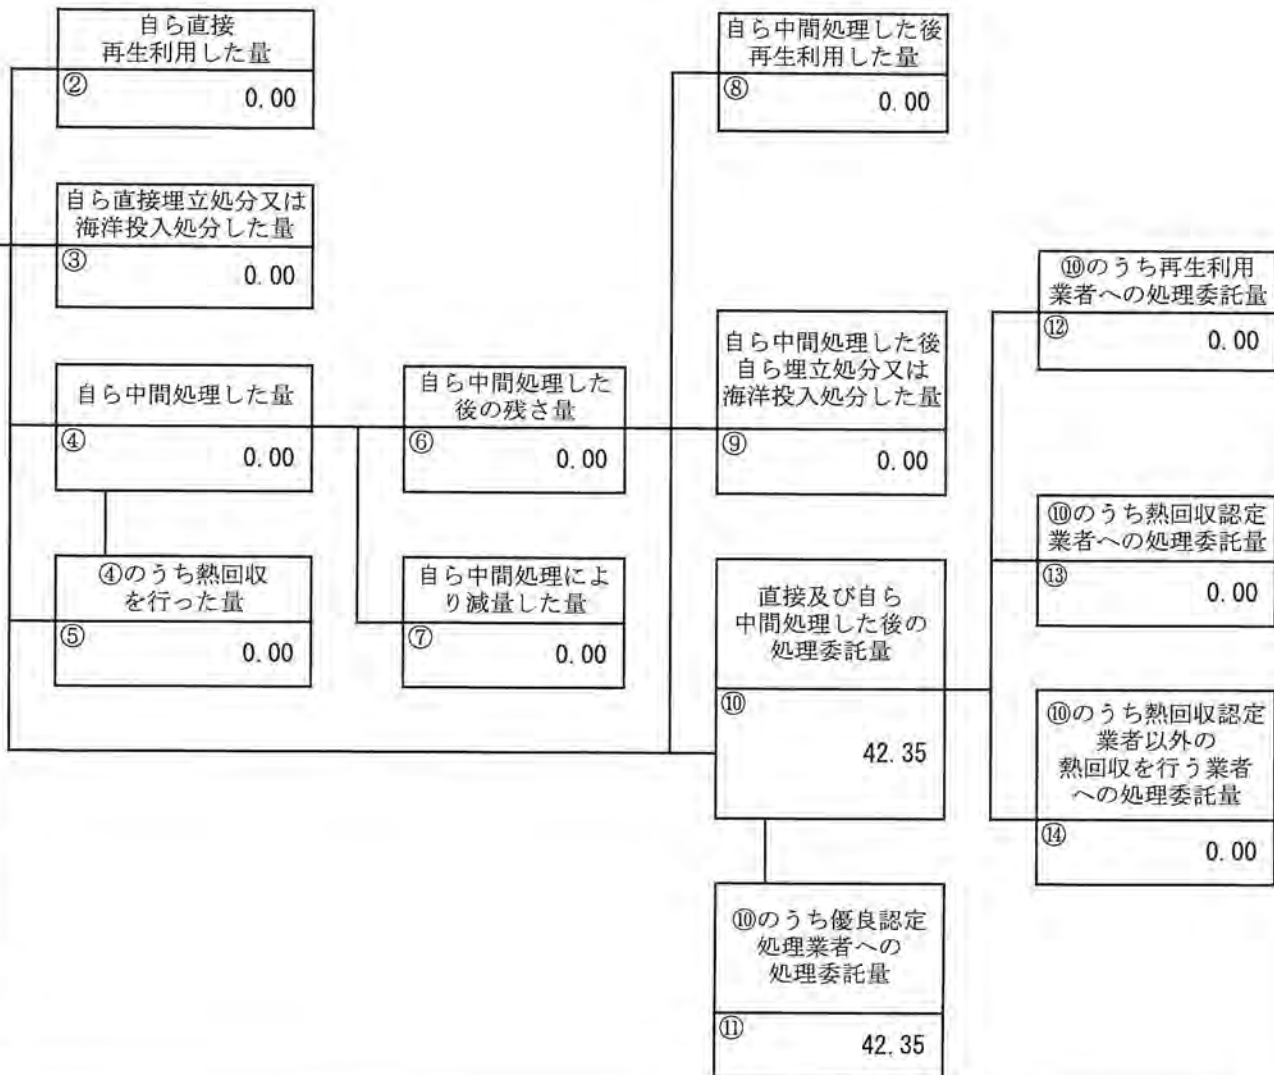 自ら直接
再生利用した量
② 0.00
自ら直接埋立処分又は
海洋投入処分した量
③ 0.00
自ら中間処理した量
④ 0.00
④のうち熱回収
を行った量
⑤ 0.00
自ら中間処理した
後の残さ量
⑥ 0.00
自ら中間処理によ
り減量した量
⑦ 0.00
自ら中間処理した後
再生利用した量
⑧ 0.00
自ら中間処理した後
自ら埋立処分又は
海洋投入処分した量
⑨ 0.00
直接及び自ら
中間処理した後の
処理委託量
⑩ 42.35
⑩のうち優良認定
処理業者への
処理委託量
⑪ 42.35
⑩のうち再生利用
業者への処理委託量
⑫ 0.00
⑩のうち熱回収認定
業者への処理委託量
⑬ 0.00
⑩のうち熱回収認定
業者以外の
熱回収を行う業者
への処理委託量
⑭ 0.00